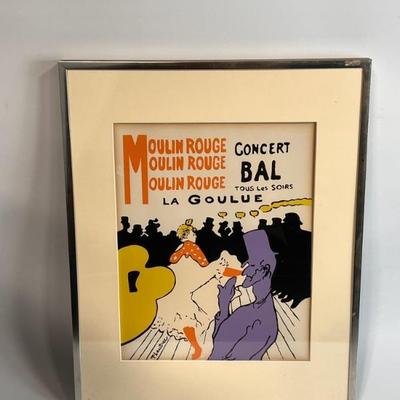 MOULIN ROUGE CONCERT
MOULIN ROUGE BAL
MOULIN ROUGE TOUS LES SOIRS
LA GOULUE